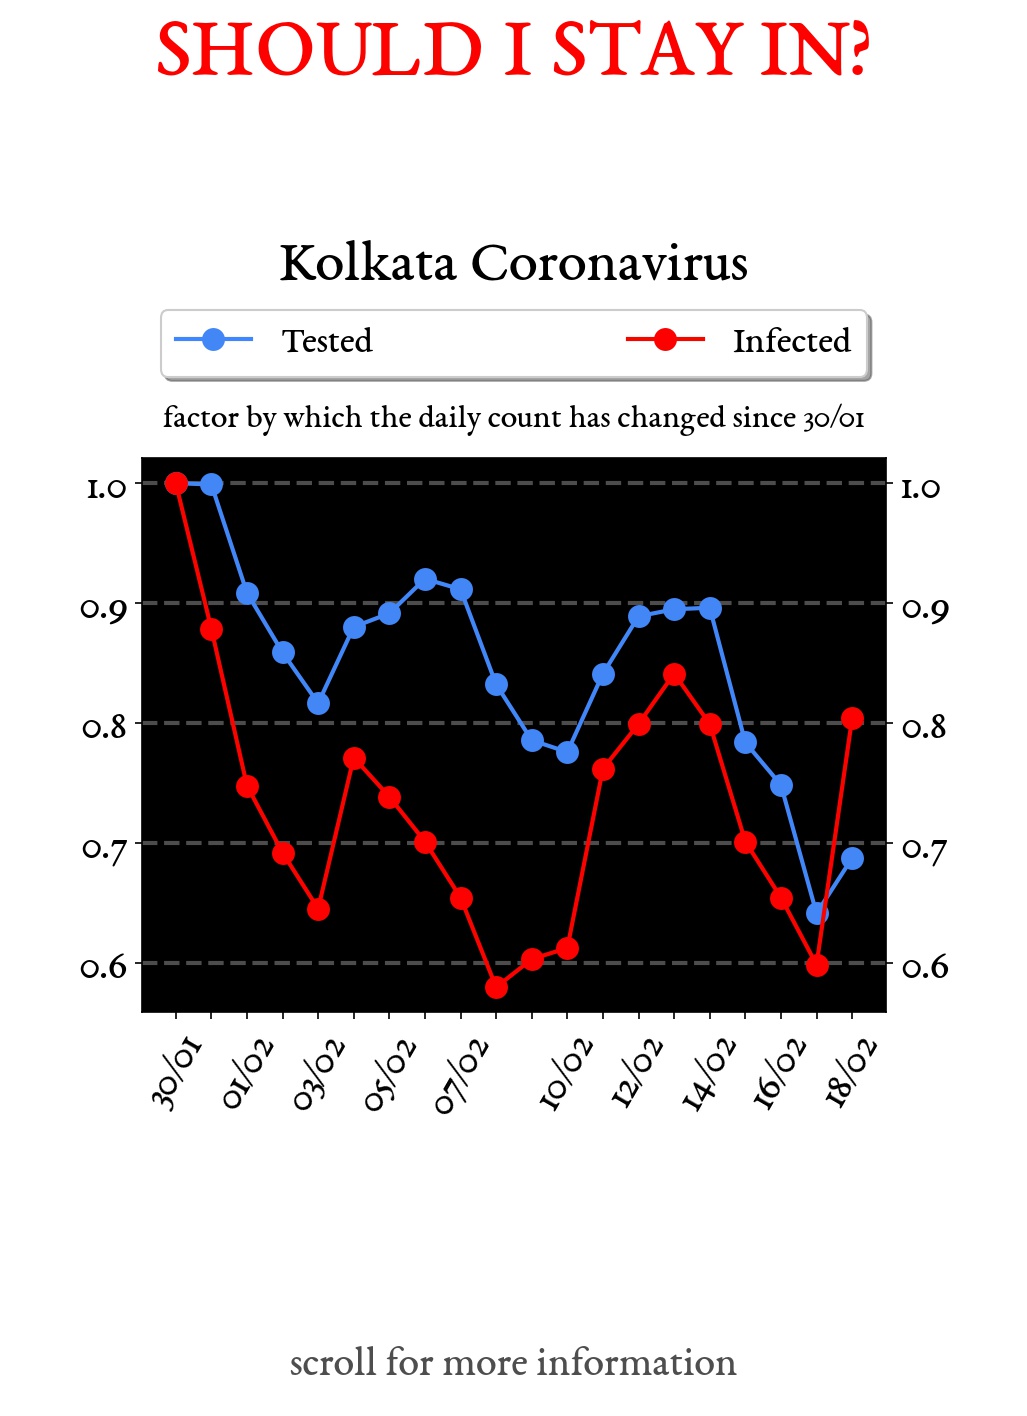 SHOULD I STAY IN?
Kolkata Coronavirus
Tested Infected
factor by which the daily count has changed since 30/01
1.0 1.0
0.9 0.9
0.8 0.8
0.7 0.7
0.6 0.6
30/01 01/02 03/02 05/02 07/02 10/02 12/02 14/02 16/02 18/02
scroll for more information